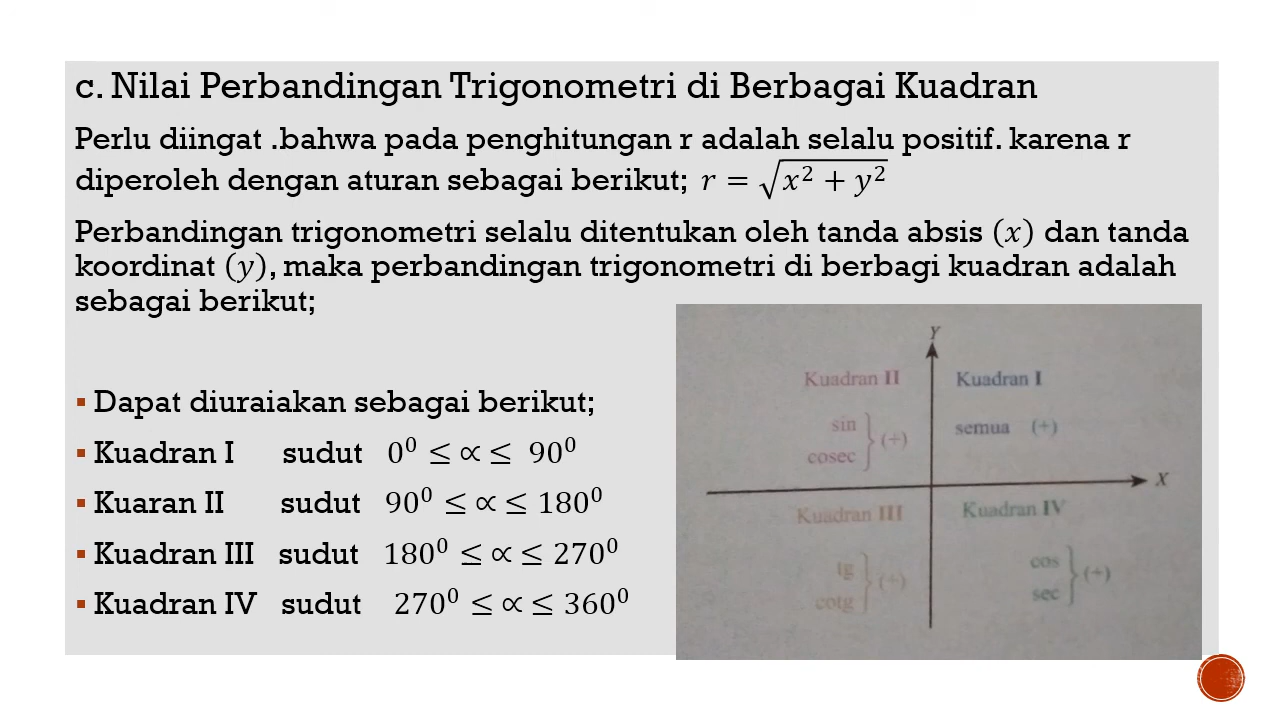 c. Nilai Perbandingan Trigonometri di Berbagai Kuadran
Perlu diingat .bahwa pada penghitungan r adalah selalu positif. karena r
diperoleh dengan aturan sebagai berikut; r = √(x² + y²)
Perbandingan trigonometri selalu ditentukan oleh tanda absis (x) dan tanda
koordinat (y), maka perbandingan trigonometri di berbagi kuadran adalah
sebagai berikut;
▪ Dapat diuraiakan sebagai berikut;
▪ Kuadran I sudut 0⁰ ≤ ∝ ≤ 90⁰
▪ Kuaran II sudut 90⁰ ≤ ∝ ≤ 180⁰
▪ Kuadran III sudut 180⁰ ≤ ∝ ≤ 270⁰
▪ Kuadran IV sudut 270⁰ ≤ ∝ ≤ 360⁰
Y
Kuadran II
sin
cosec } (+)
Kuadran I
semua (+)
X
Kuadran III
tg
cotg } (+)
Kuadran IV
cos
sec } (+)